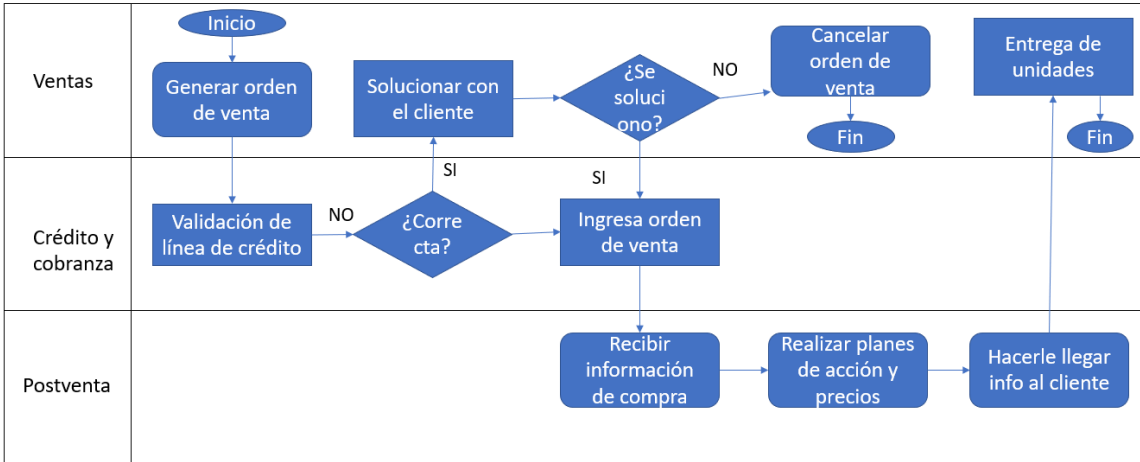 Ventas
Inicio
Generar orden
de venta
Solucionar con
el cliente
¿Se
soluci
ono?
NO
Cancelar
orden de
venta
Fin
Entrega de
unidades
Fin
Crédito y
cobranza
Validación de
línea de crédito
NO
SI
¿Corre
cta?
SI
Ingresa orden
de venta
Postventa
Recibir
información
de compra
Realizar planes
de acción y
precios
Hacerle llegar
info al cliente